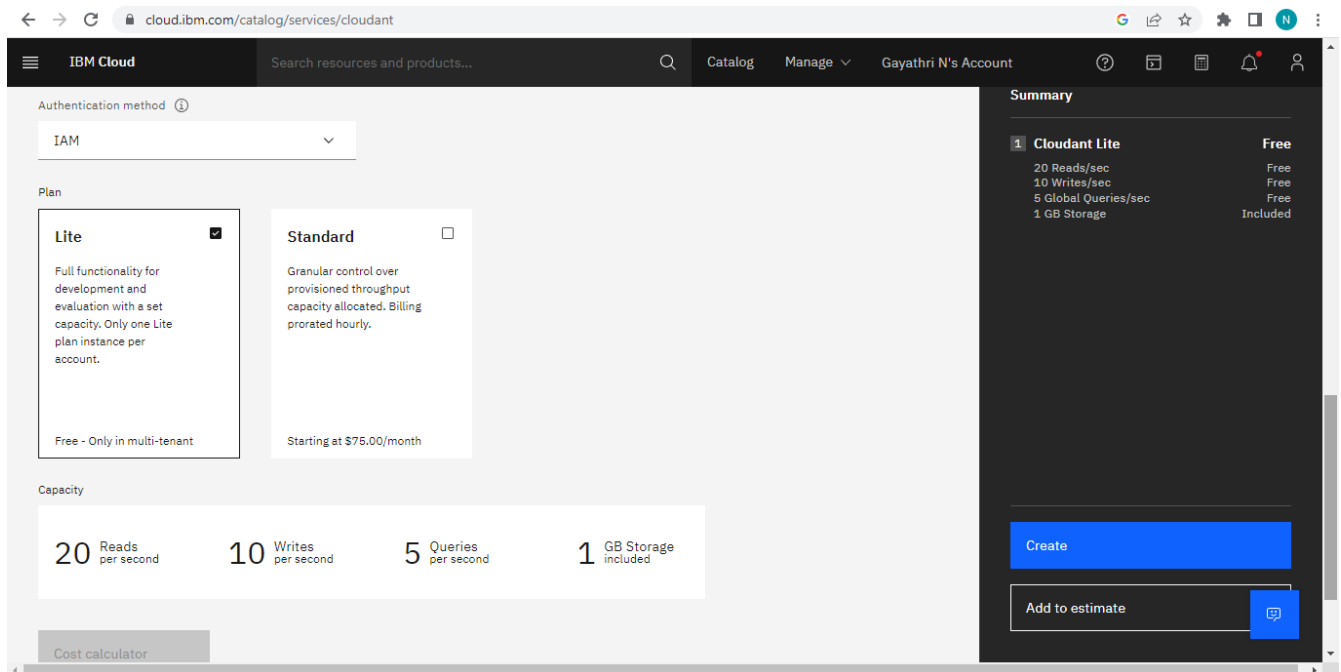 cloud.ibm.com/catalog/services/cloudant
N
IBM Cloud
Search resources and products...
Catalog
Manage
Gayathri N's Account
Authentication method
IAM
Plan
Lite
Full functionality for
development and
evaluation with a set
capacity. Only one Lite
plan instance per
account.
Free - Only in multi-tenant
Standard
Granular control over
provisioned throughput
capacity allocated. Billing
prorated hourly.
Starting at $75.00/month
Capacity
20 Reads
per second
10 Writes
per second
5 Queries
per second
1 GB Storage
included
Cost calculator
Summary
1 Cloudant Lite Free
20 Reads/sec Free
10 Writes/sec Free
5 Global Queries/sec Free
1 GB Storage Included
Create
Add to estimate